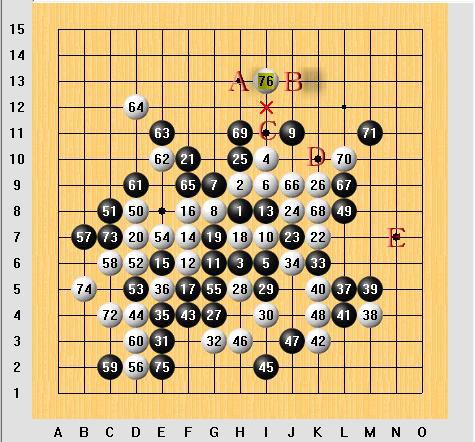 15
14
13 A 76 B
12 64
11 63 69 C 9 71
10 62 21 25 4 D 70
9 61 65 7 2 6 66 26 67
8 51 50 16 8 1 13 24 68 49
7 57 73 20 54 14 19 18 10 23 22 E
6 58 52 15 12 11 3 5 34 33
5 74 53 36 17 55 28 29 40 37 39
4 72 44 35 43 27 30 48 41 38
3 60 31 32 46 47 42
2 59 56 75 45
1
A B C D E F G H I J K L M N O